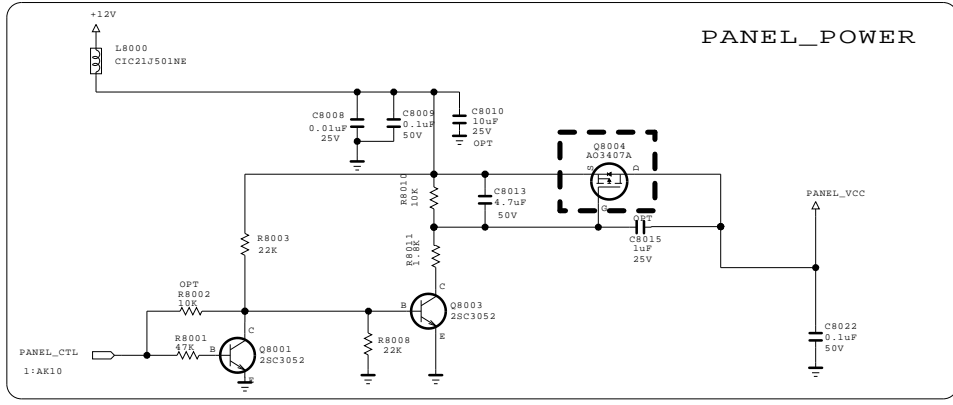 +12V
PANEL_POWER
L8000
CIC21J501NE
C8008
0.01uF
25V
C8009
0.1uF
50V
C8010
10uF
25V
OPT
Q8004
AO3407A
S
D
G
R8010
10K
C8013
4.7uF
50V
PANEL_VCC
OPT
C8015
1uF
25V
R8003
22K
R8011
1.8K
OPT
R8002
10K
C
B
Q8003
2SC3052
E
R8001
47K
PANEL_CTL
1:AK10
B
C
Q8001
2SC3052
E
R8008
22K
C8022
0.1uF
50V